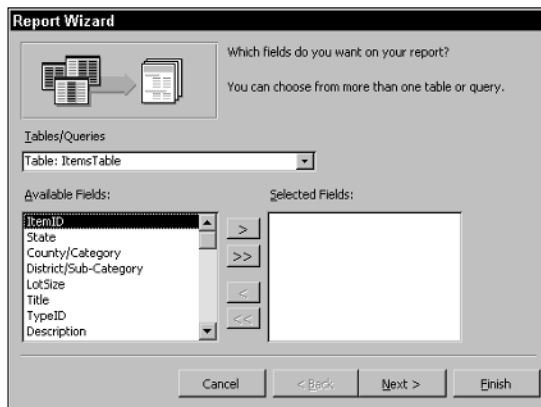 Report Wizard
Which fields do you want on your report?
You can choose from more than one table or query.
Tables/Queries
Table: ItemsTable
Available Fields:
Selected Fields:
ItemID
State
County/Category
District/Sub-Category
LotSize
Title
TypeID
Description
>
>>
<
<<
Cancel
< Back
Next >
Finish